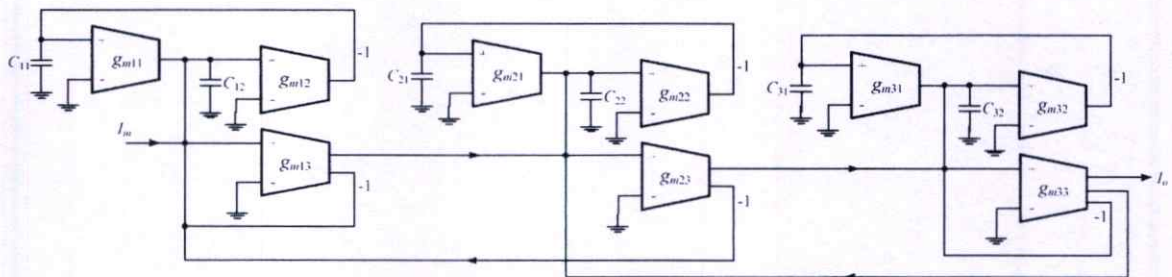 -1 -1 -1
C11 gm11 C12 gm12
C21 gm21 C22 gm22
C31 gm31 C32 gm32
Iin gm13 -1
gm23 -1
gm33 -1 Io